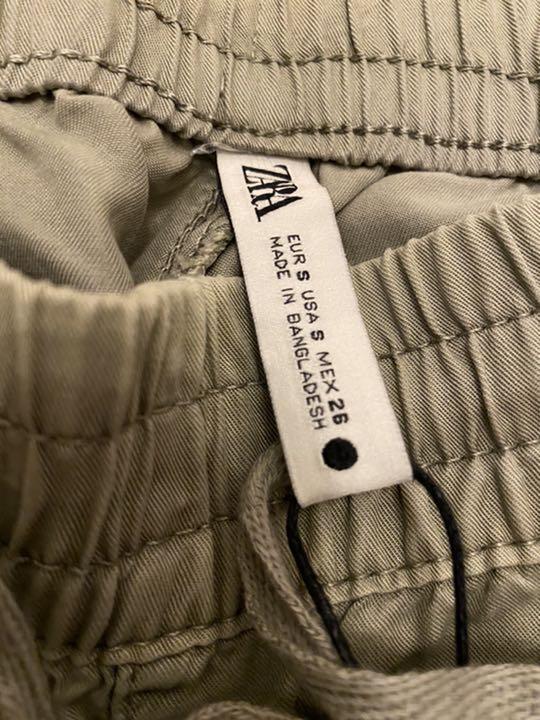 ZARA
EUR S USA S MEX 26
MADE IN BANGLADESH